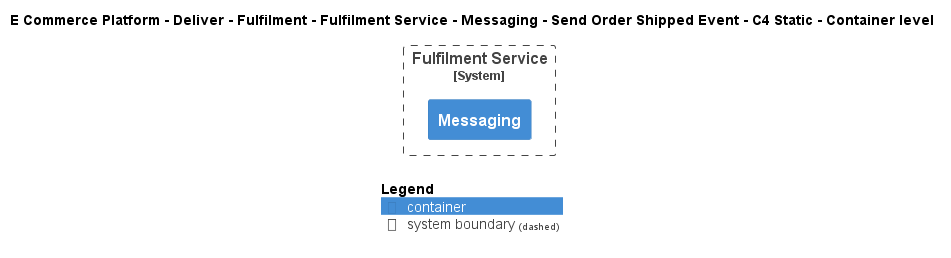 E Commerce Platform - Deliver - Fulfilment - Fulfilment Service - Messaging - Send Order Shipped Event - C4 Static - Container level
Fulfilment Service
[System]
Messaging
Legend
container
system boundary (dashed)